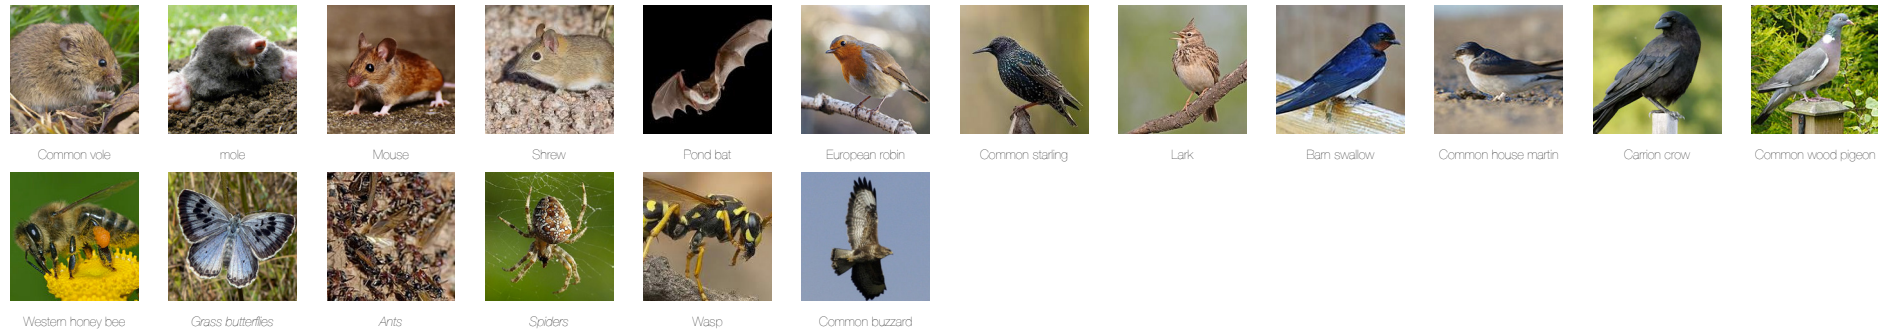 Common vole
mole
Mouse
Shrew
Pond bat
European robin
Common starling
Lark
Barn swallow
Common house martin
Carrion crow
Common wood pigeon
Western honey bee
Grass butterflies
Ants
Spiders
Wasp
Common buzzard